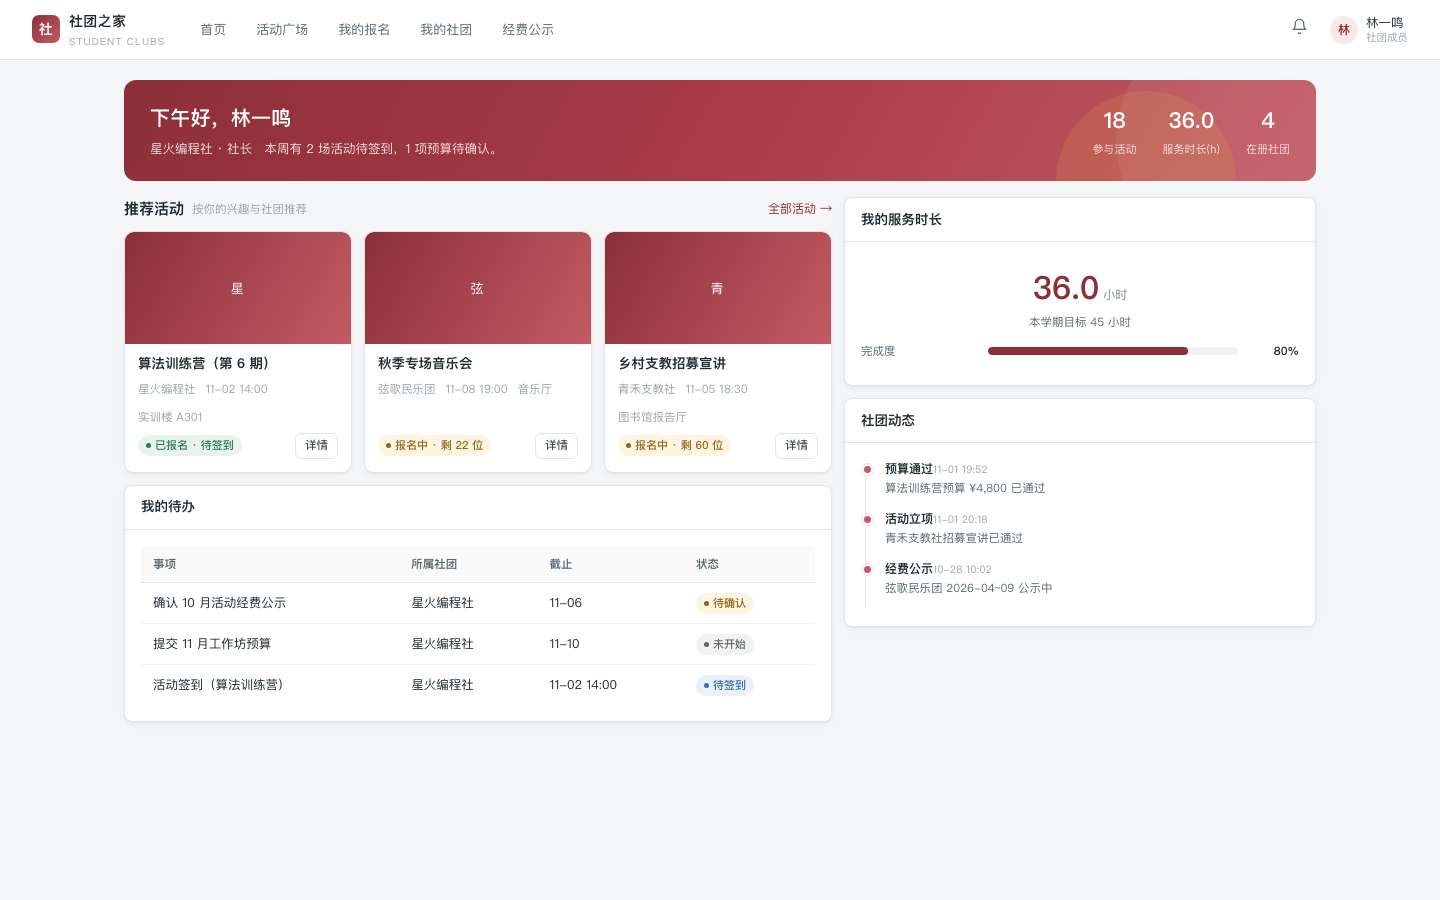 社
社团之家
STUDENT CLUBS
首页
活动广场
我的报名
我的社团
经费公示
林
林一鸣
社团成员
下午好，林一鸣
星火编程社 · 社长 本周有 2 场活动待签到，1 项预算待确认。
18
参与活动
36.0
服务时长(h)
4
在册社团
推荐活动
按你的兴趣与社团推荐
全部活动 →
星
算法训练营（第 6 期）
星火编程社 11-02 14:00
实训楼 A301
已报名 · 待签到
详情
弦
秋季专场音乐会
弦歌民乐团 11-08 19:00 音乐厅
报名中 · 剩 22 位
详情
青
乡村支教招募宣讲
青禾支教社 11-05 18:30
图书馆报告厅
报名中 · 剩 60 位
详情
我的待办
事项 所属社团 截止 状态
确认 10 月活动经费公示 星火编程社 11-06 待确认
提交 11 月工作坊预算 星火编程社 11-10 未开始
活动签到（算法训练营） 星火编程社 11-02 14:00 待签到
我的服务时长
36.0 小时
本学期目标 45 小时
完成度 80%
社团动态
预算通过11-01 19:52
算法训练营预算 ¥4,800 已通过
活动立项11-01 20:18
青禾支教社招募宣讲已通过
经费公示10-28 10:02
弦歌民乐团 2026-04~09 公示中